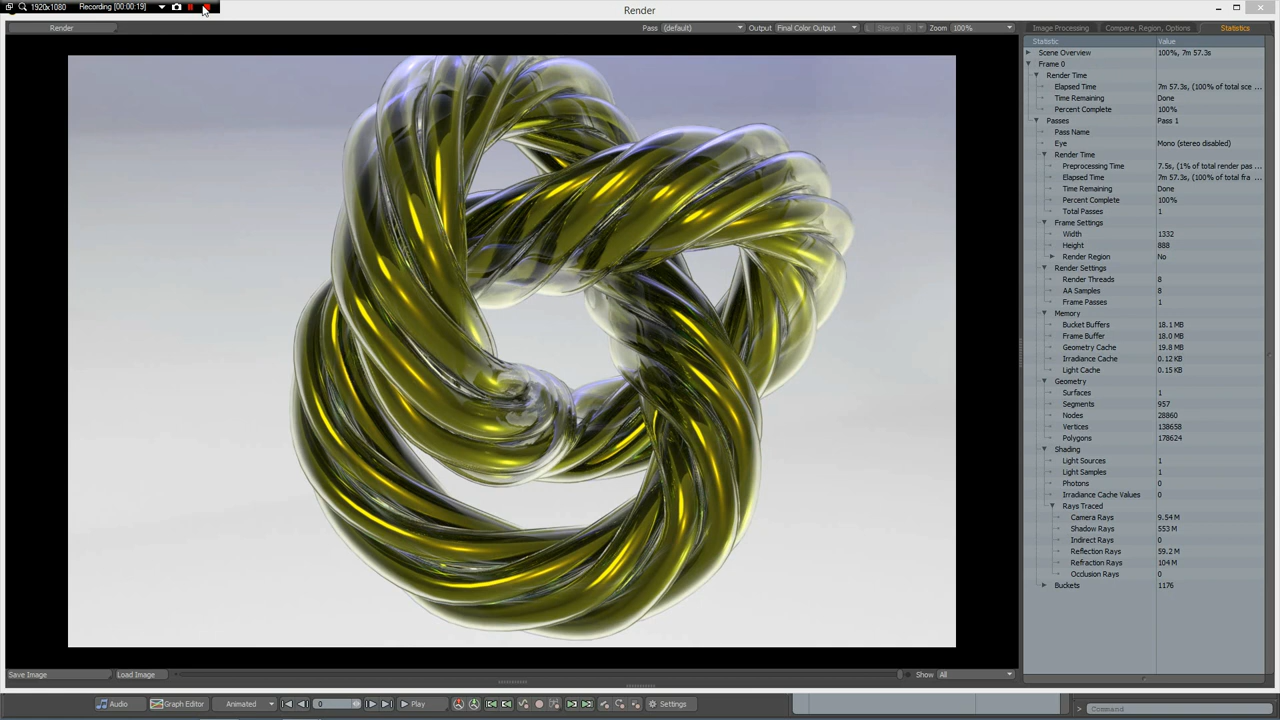 1920x1080 Recording [00:00:19]
Render
Render
Pass (default) Output Final Color Output L- Stereo R- Zoom 100%
Image Processing Compare, Region, Options Statistics
Statistic Value
Scene Overview 100%, 7m 57.3s
Frame 0
Render Time
Elapsed Time 7m 57.3s, (100% of total sce ...
Time Remaining Done
Percent Complete 100%
Passes Pass 1
Pass Name
Eye Mono (stereo disabled)
Render Time
Preprocessing Time 7.5s, (1% of total render pas ...
Elapsed Time 7m 57.3s, (100% of total fra ...
Time Remaining Done
Percent Complete 100%
Total Passes 1
Frame Settings
Width 1332
Height 888
Render Region No
Render Settings
Render Threads 8
AA Samples 8
Frame Passes 1
Memory
Bucket Buffers 18.1 MB
Frame Buffer 18.0 MB
Geometry Cache 19.8 MB
Irradiance Cache 0.12 KB
Light Cache 0.15 KB
Geometry
Surfaces 1
Segments 957
Nodes 28860
Vertices 138658
Polygons 178624
Shading
Light Sources 1
Light Samples 1
Photons 0
Irradiance Cache Values 0
Rays Traced
Camera Rays 9.54 M
Shadow Rays 553 M
Indirect Rays 0
Reflection Rays 59.2 M
Refraction Rays 104 M
Occlusion Rays 0
Buckets 1176
Save Image Load Image Show All
Audio Graph Editor Animated 0 Play Settings Command